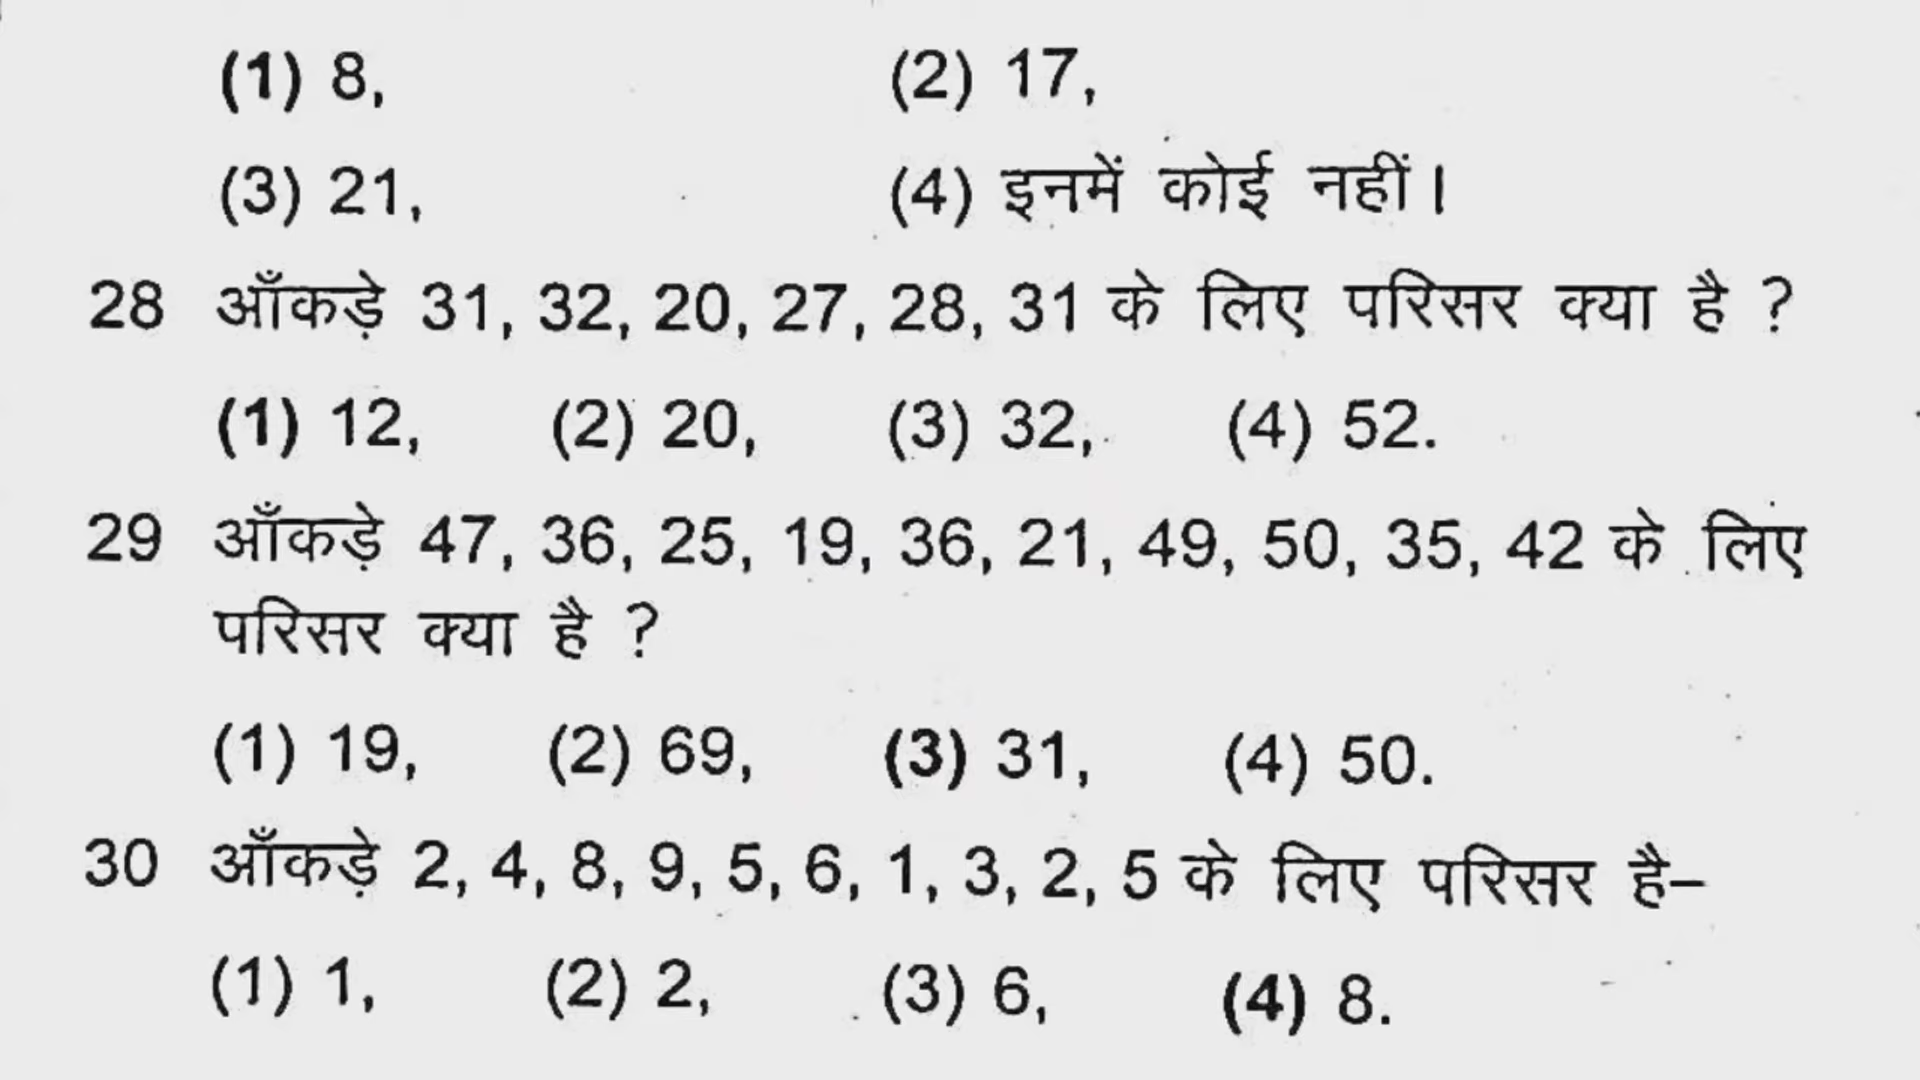 (1) 8, (2) 17,
(3) 21, (4) इनमें कोई नहीं।
28 आँकड़े 31, 32, 20, 27, 28, 31 के लिए परिसर क्या है ?
(1) 12, (2) 20, (3) 32, (4) 52.
29 आँकड़े 47, 36, 25, 19, 36, 21, 49, 50, 35, 42 के लिए
परिसर क्या है ?
(1) 19, (2) 69, (3) 31, (4) 50.
30 आँकड़े 2, 4, 8, 9, 5, 6, 1, 3, 2, 5 के लिए परिसर है–
(1) 1, (2) 2, (3) 6, (4) 8.